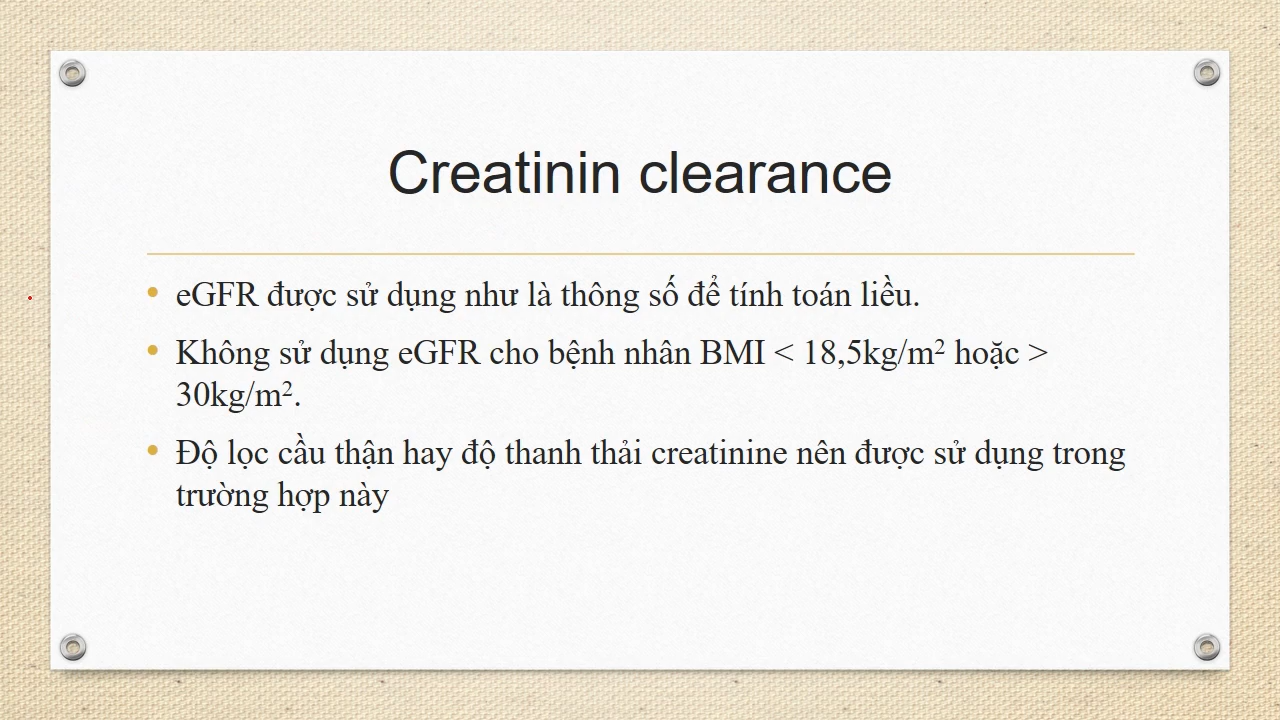 Creatinin clearance
eGFR được sử dụng như là thông số để tính toán liều.
Không sử dụng eGFR cho bệnh nhân BMI < 18,5kg/m² hoặc >
30kg/m².
Độ lọc cầu thận hay độ thanh thải creatinine nên được sử dụng trong
trường hợp này